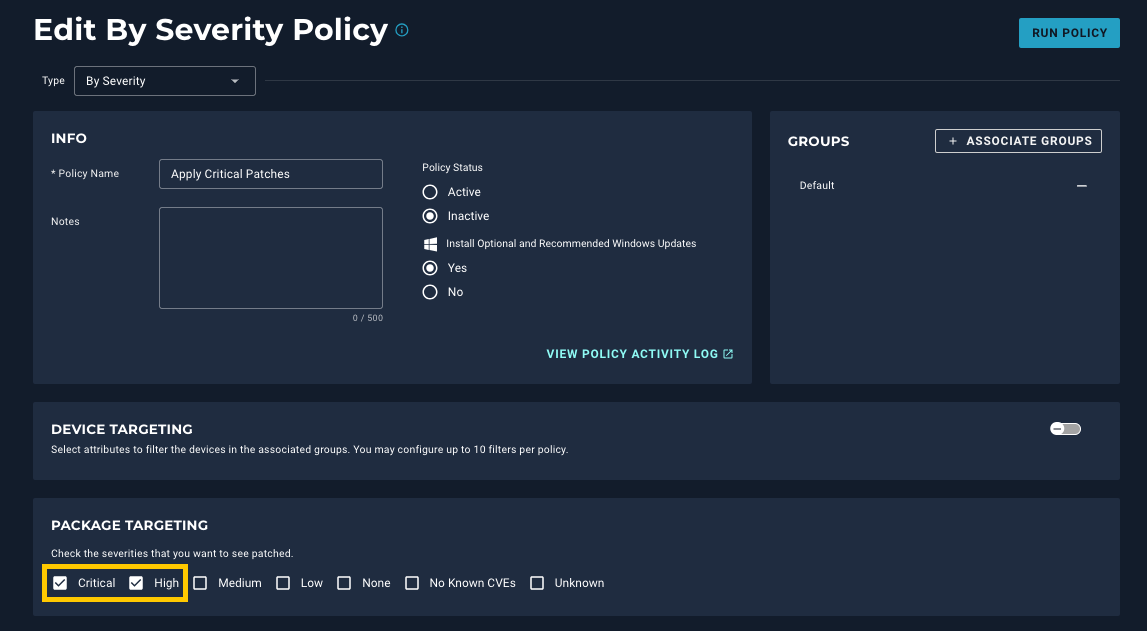 Edit By Severity Policy
RUN POLICY
Type
By Severity
INFO
* Policy Name
Apply Critical Patches
Notes
0 / 500
Policy Status
Active
Inactive
Install Optional and Recommended Windows Updates
Yes
No
VIEW POLICY ACTIVITY LOG
GROUPS
+ ASSOCIATE GROUPS
Default
DEVICE TARGETING
Select attributes to filter the devices in the associated groups. You may configure up to 10 filters per policy.
PACKAGE TARGETING
Check the severities that you want to see patched.
Critical High Medium Low None No Known CVEs Unknown